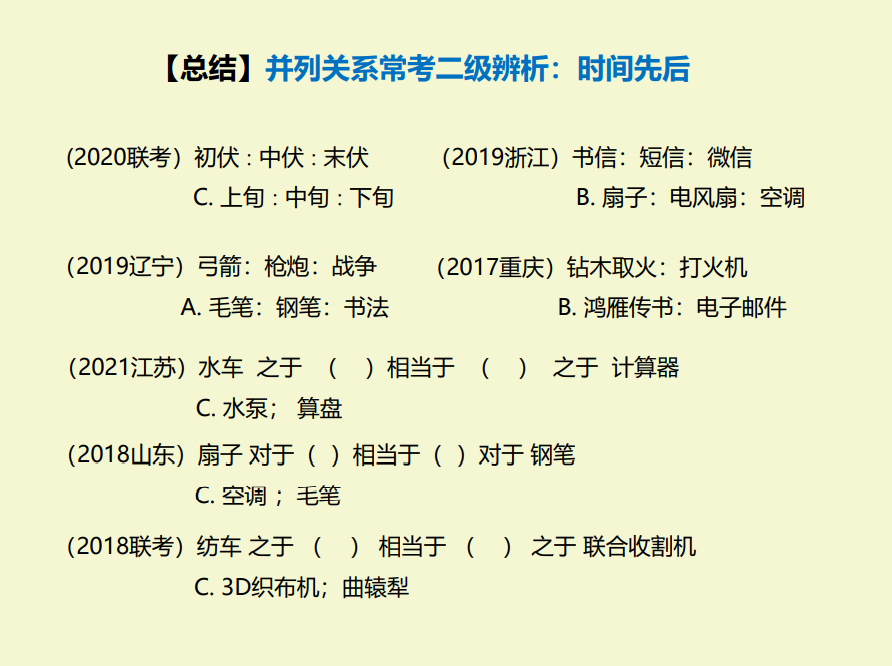 【总结】并列关系常考二级辨析：时间先后
(2020联考）初伏 : 中伏 : 末伏
C. 上旬 : 中旬 : 下旬
（2019浙江）书信：短信：微信
B. 扇子：电风扇：空调
（2019辽宁）弓箭：枪炮：战争
A. 毛笔：钢笔：书法
（2017重庆）钻木取火：打火机
B. 鸿雁传书：电子邮件
（2021江苏）水车 之于 （ ）相当于 （ ） 之于 计算器
C. 水泵； 算盘
（2018山东）扇子 对于（ ）相当于（ ）对于 钢笔
C. 空调 ；毛笔
（2018联考）纺车 之于 （ ） 相当于 （ ） 之于 联合收割机
C. 3D织布机；曲辕犁